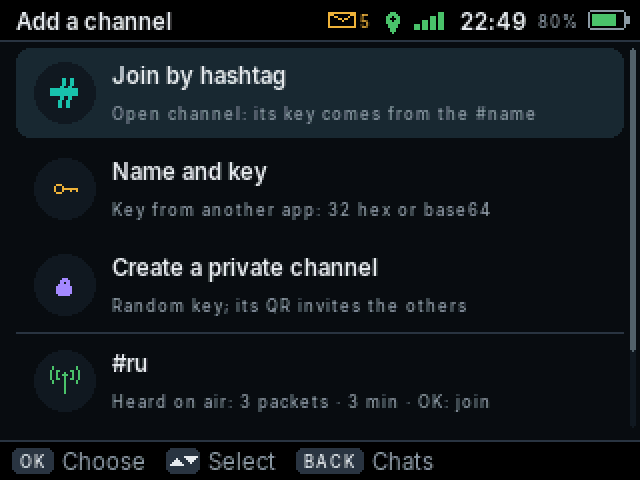 Add a channel 5 22:49 80%
Join by hashtag
Open channel: its key comes from the #name
Name and key
Key from another app: 32 hex or base64
Create a private channel
Random key; its QR invites the others
#ru
Heard on air: 3 packets · 3 min · OK: join
OK Choose Select BACK Chats